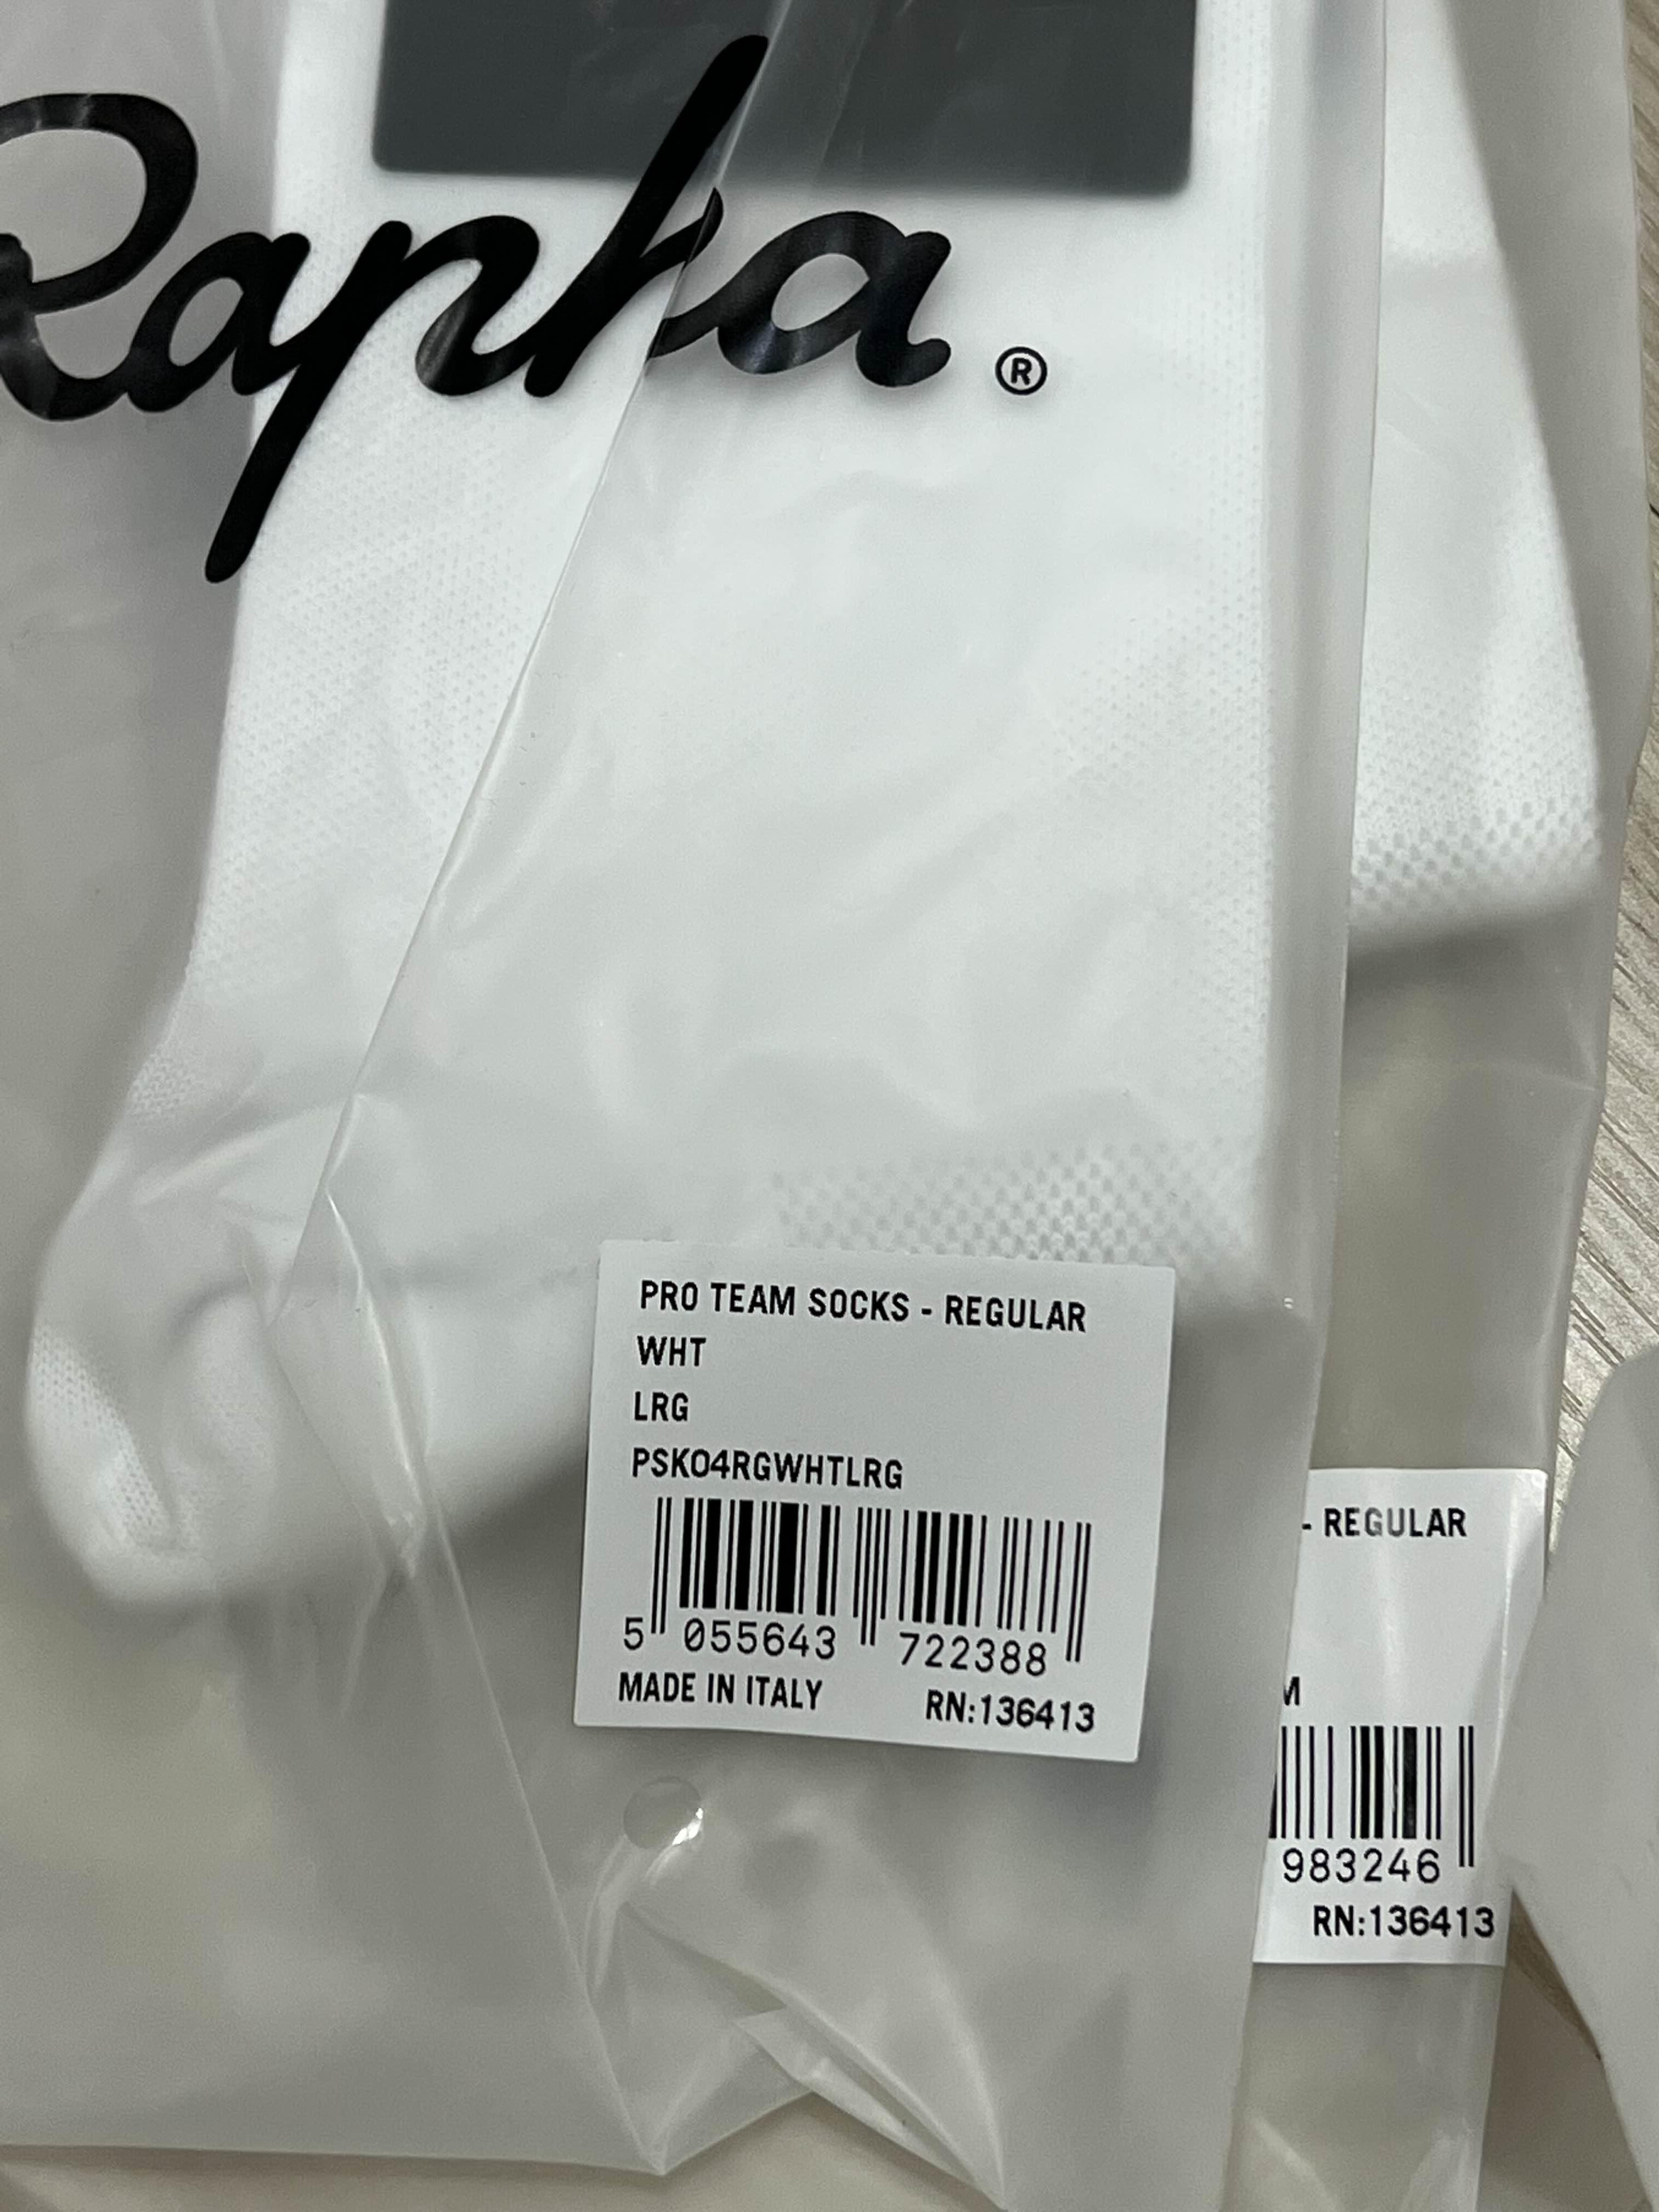 Rapha®
PRO TEAM SOCKS - REGULAR
WHT
LRG
PSK04RGWHTLRG
5 055643 722388
MADE IN ITALY RN:136413
- REGULAR
M
983246
RN:136413